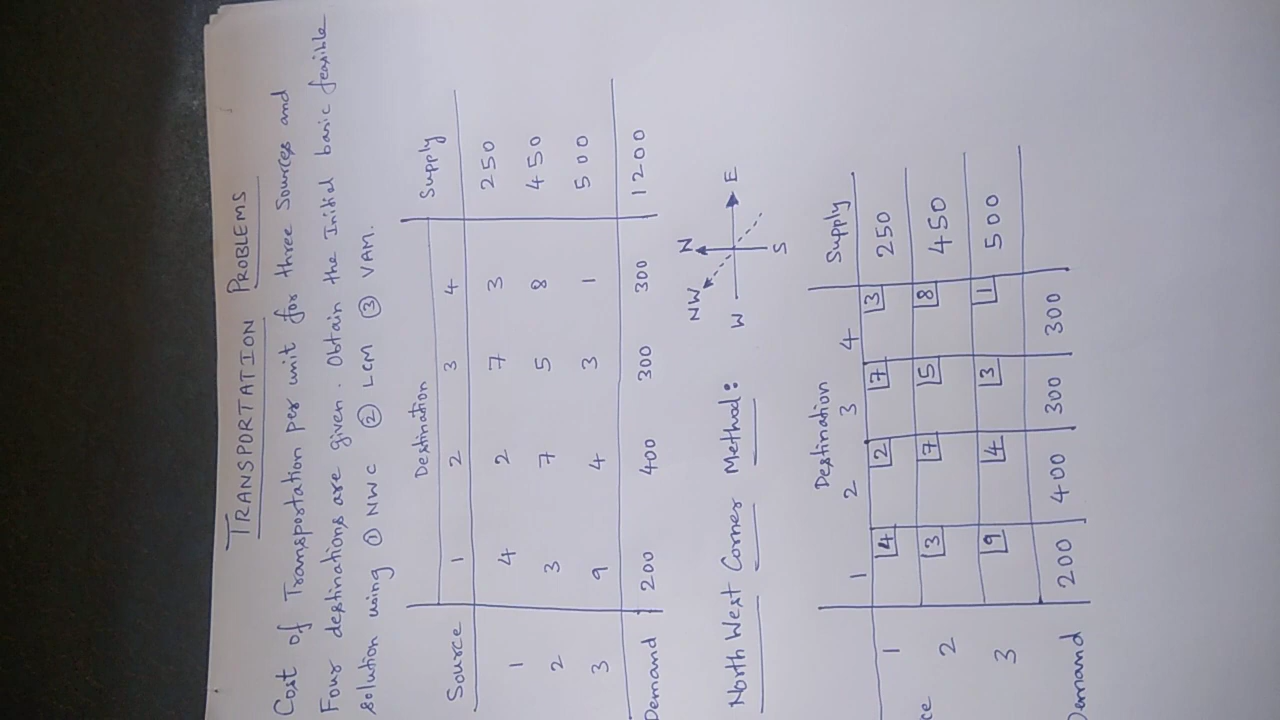 TRANSPORTATION PROBLEMS
Cost of Transportation per unit for three Sources and
Four destinations are given. Obtain the Initial basic feasible
solution using ① NWC ② LCM ③ VAM.
Destination
Source 1 2 3 4 Supply
1 4 2 7 3 250
2 3 7 5 8 450
3 9 4 3 1 500
Demand 200 400 300 300 1200
North West Corner Method:
NW N
W E
S
Destination
1 2 3 4 Supply
1 4 2 7 3 250
ce 2 3 7 5 8 450
3 9 4 3 1 500
Demand 200 400 300 300